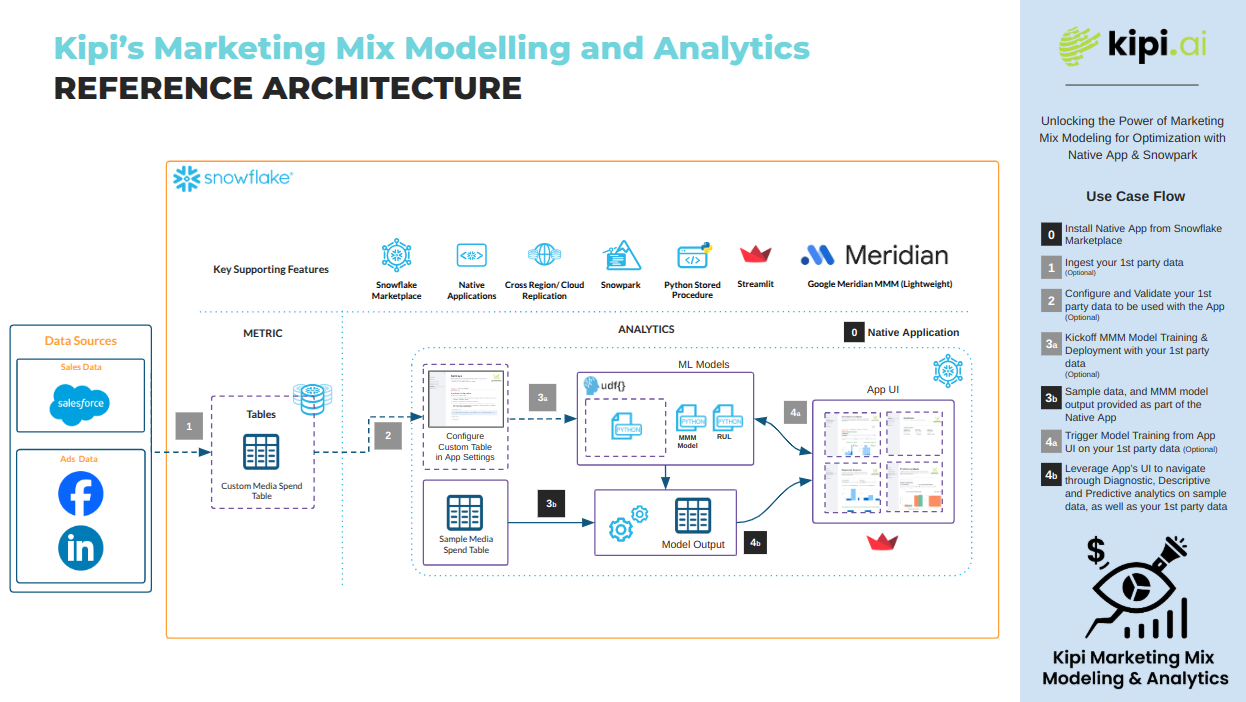 Kipi’s Marketing Mix Modelling and Analytics
REFERENCE ARCHITECTURE
snowflake®
Key Supporting Features
Snowflake
Marketplace
Native
Applications
Cross Region/ Cloud
Replication
Snowpark
Python Stored
Procedure
Streamlit
Meridian
Google Meridian MMM (Lightweight)
METRIC
ANALYTICS
0 Native Application
Data Sources
Sales Data
salesforce
Ads Data
f
in
1
Tables
Custom Media Spend
Table
2
Configure
Custom Table
in App Settings
3a
Sample Media
Spend Table
3b
ML Models
udf{}
PYTHON
PYTHON
MMM
Model
PYTHON
RUL
Model Output
4a
4b
App UI
kipi.ai
Unlocking the Power of Marketing
Mix Modeling for Optimization with
Native App & Snowpark
Use Case Flow
0 Install Native App from Snowflake
Marketplace
1 Ingest your 1st party data
(Optional)
2 Configure and Validate your 1st
party data to be used with the App
(Optional)
3a Kickoff MMM Model Training &
Deployment with your 1st party
data
(Optional)
3b Sample data, and MMM model
output provided as part of the
Native App
4a Trigger Model Training from App
UI on your 1st party data (Optional)
4b Leverage App's UI to navigate
through Diagnostic, Descriptive
and Predictive analytics on sample
data, as well as your 1st party data
$
Kipi Marketing Mix
Modeling & Analytics